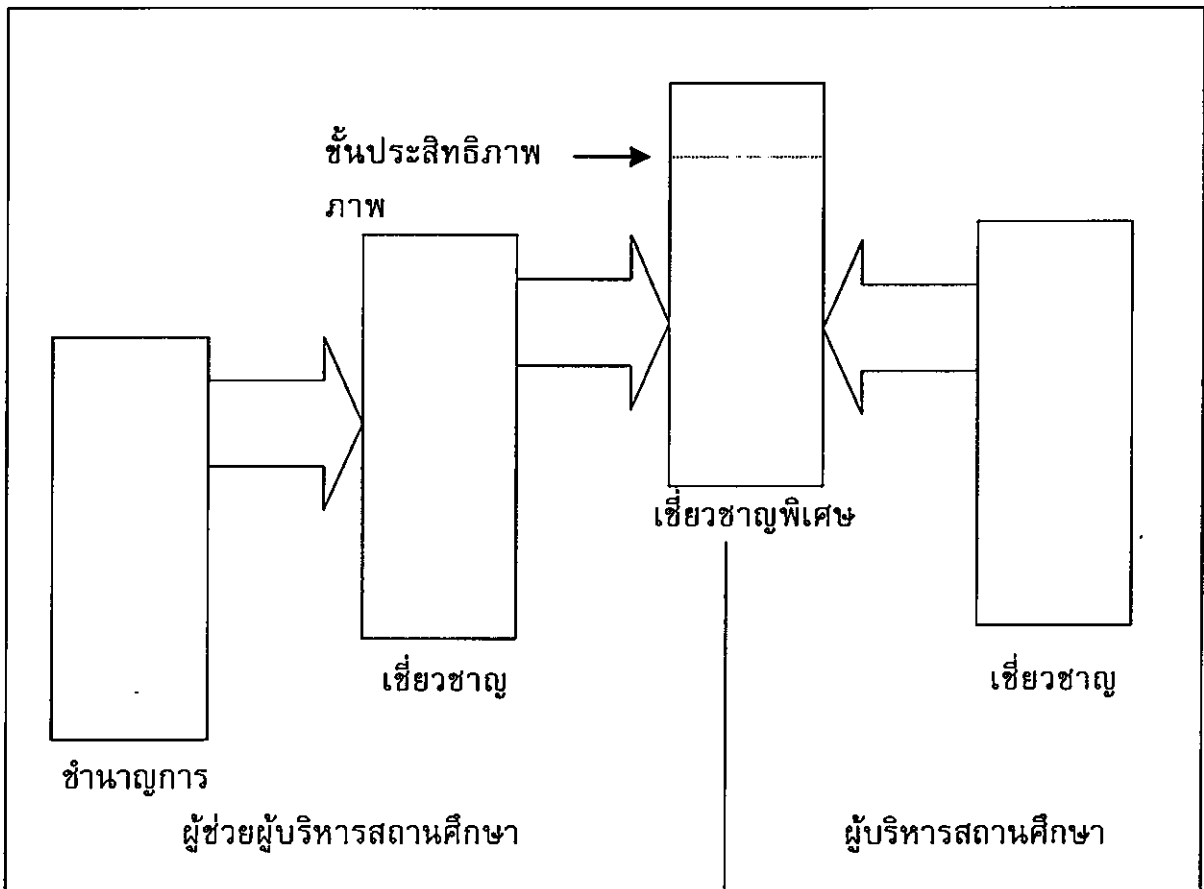 ขั้นประสิทธิภาพ
ภาพ
เชี่ยวชาญพิเศษ
เชี่ยวชาญ
เชี่ยวชาญ
ชำนาญการ
ผู้ช่วยผู้บริหารสถานศึกษา
ผู้บริหารสถานศึกษา